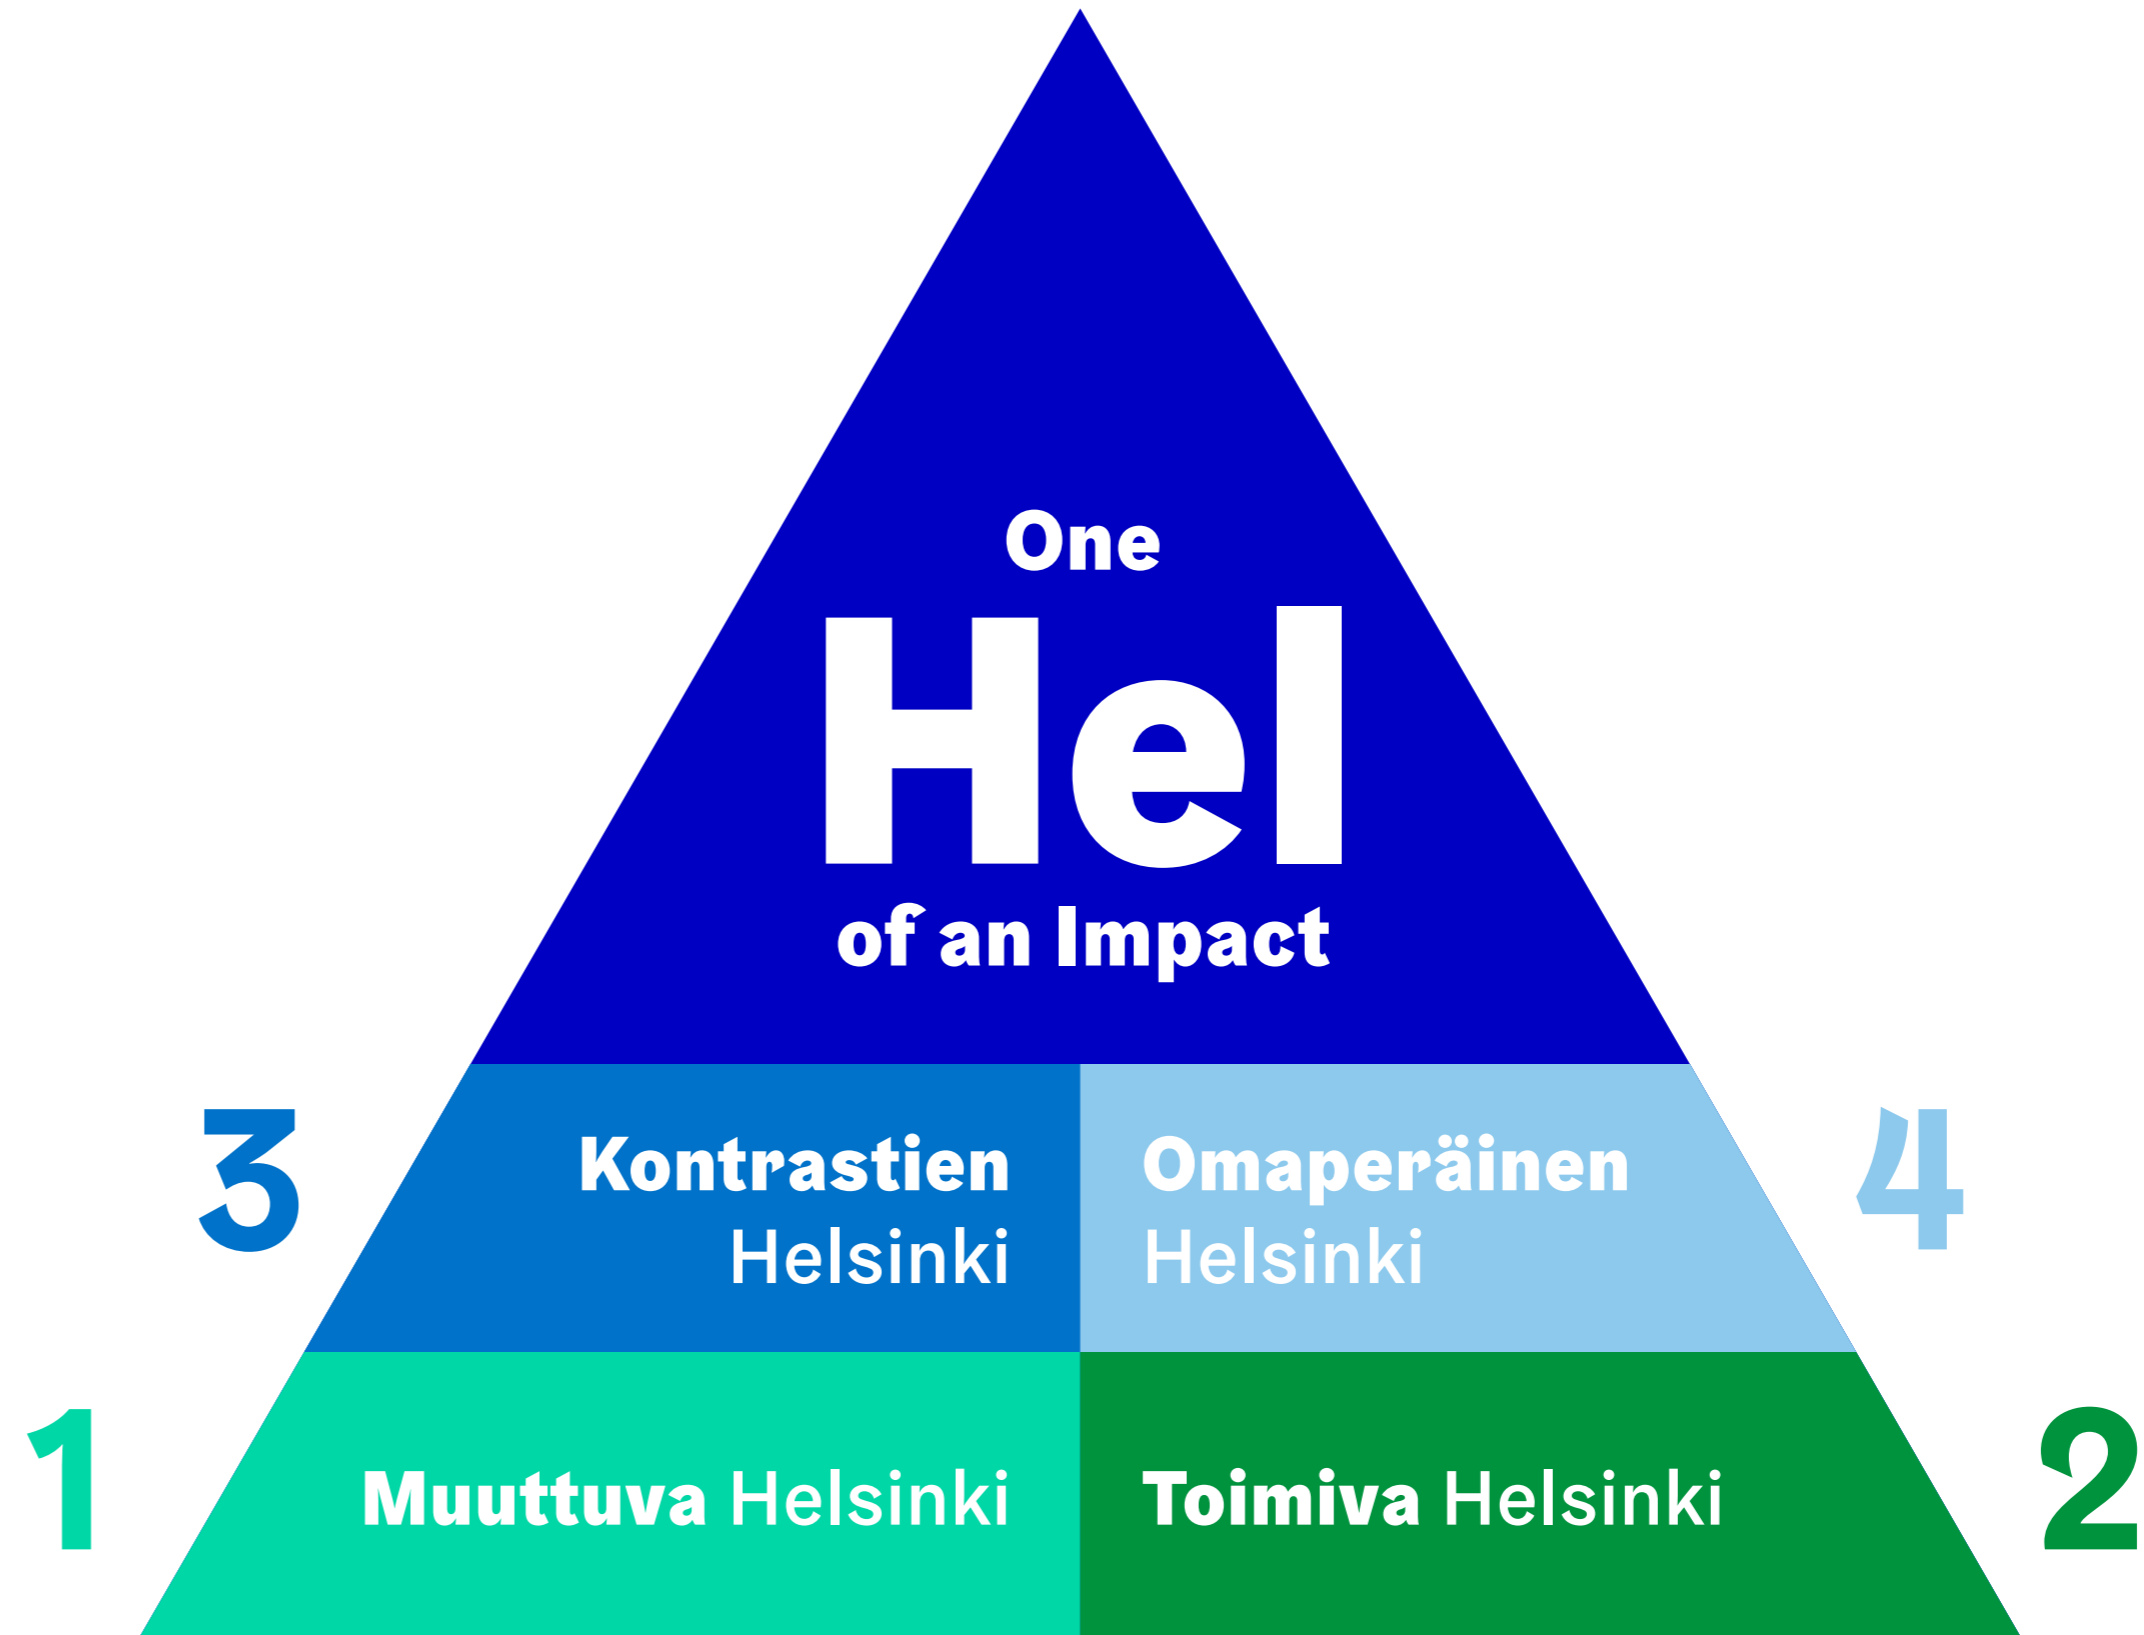 One
Hel
of an Impact
3
Kontrastien
Helsinki
Omaperäinen
Helsinki
4
1
Muuttuva Helsinki
Toimiva Helsinki
2